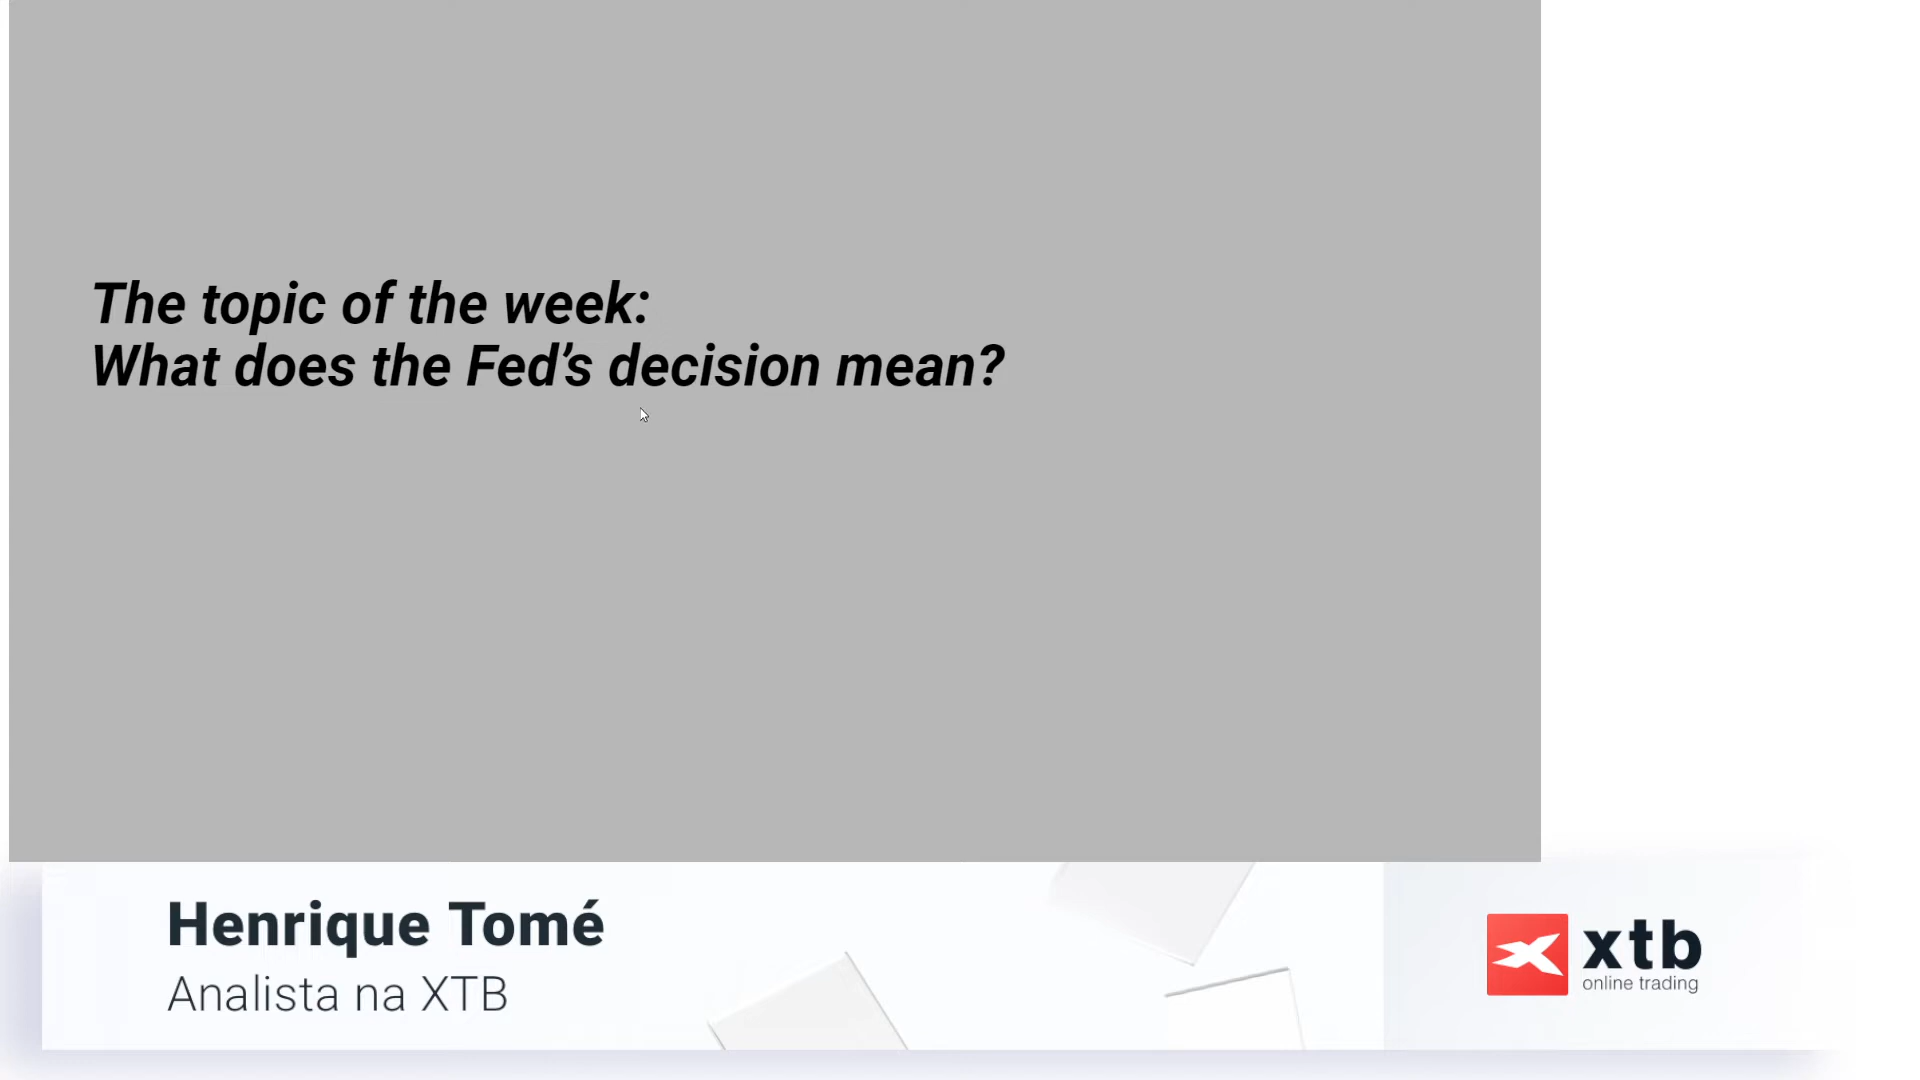 The topic of the week:
What does the Fed’s decision mean?
Henrique Tomé
Analista na XTB
xtb
online trading